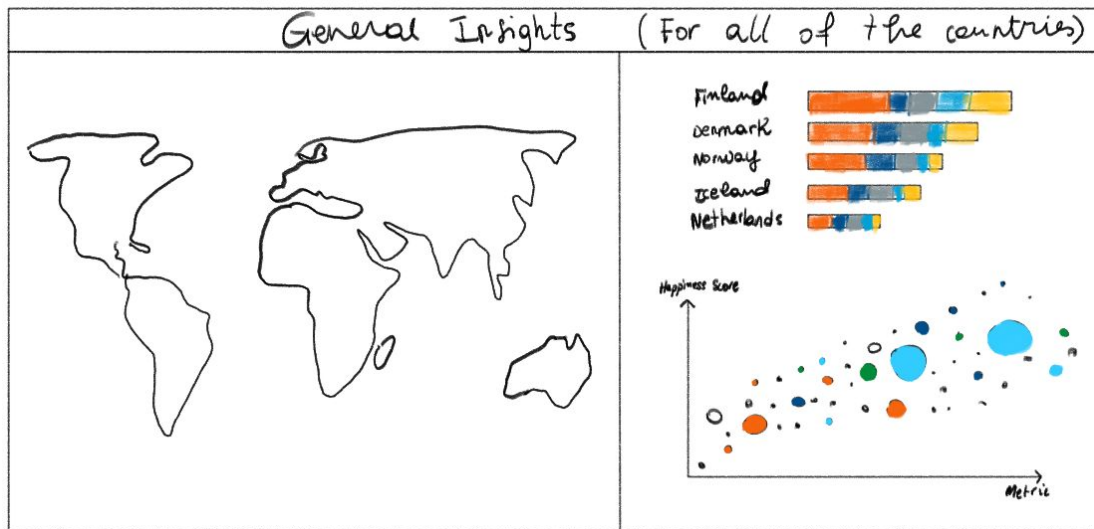 General Insights (For all of the countries)
Finland
Denmark
Norway
Iceland
Netherlands
Happiness Score
Metric